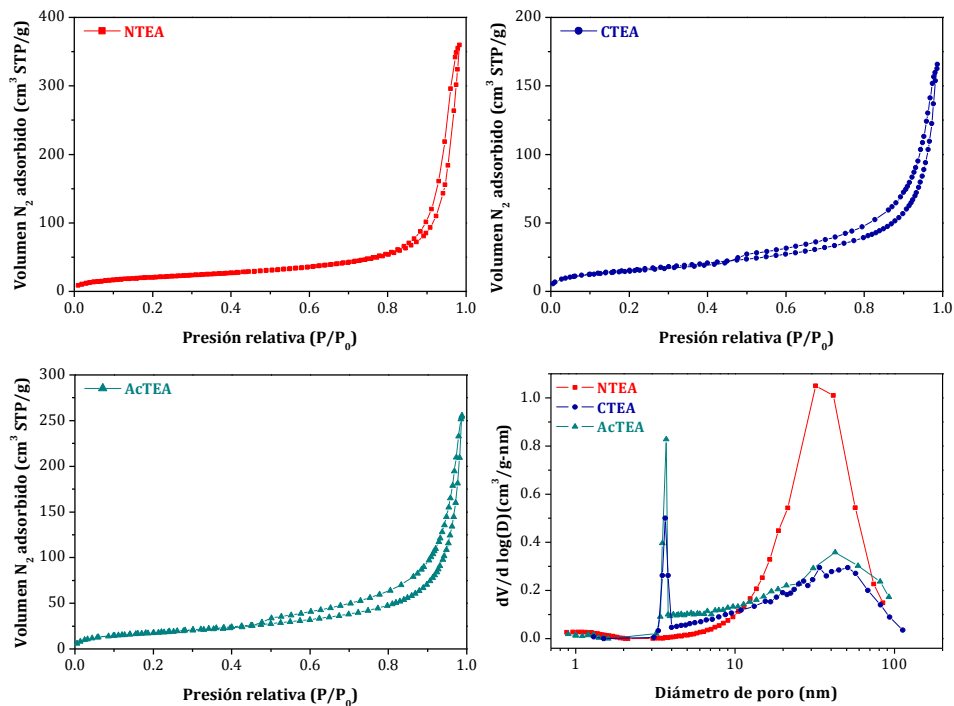 NTEA
Volumen N₂ adsorbido (cm³ STP/g)
400
300
200
100
0
0.0 0.2 0.4 0.6 0.8 1.0
Presión relativa (P/P₀)
CTEA
Volumen N₂ adsorbido (cm³ STP/g)
200
150
100
50
0
0.0 0.2 0.4 0.6 0.8 1.0
Presión relativa (P/P₀)
AcTEA
Volumen N₂ adsorbido (cm³ STP/g)
300
250
200
150
100
50
0
0.0 0.2 0.4 0.6 0.8 1.0
Presión relativa (P/P₀)
NTEA
CTEA
AcTEA
dV/d log(D)(cm³/g-nm)
1.0
0.8
0.6
0.4
0.2
0.0
1 10 100
Diámetro de poro (nm)